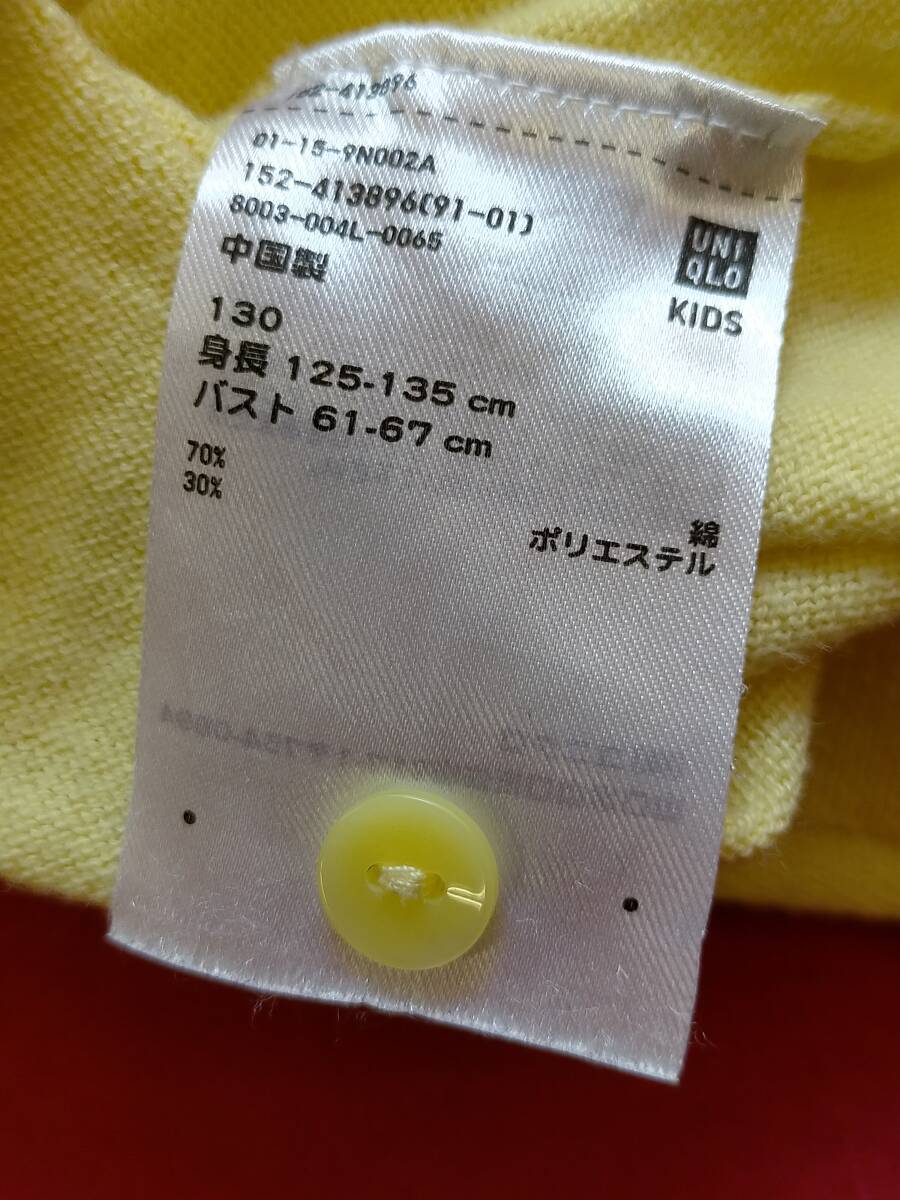 413896
01-15-9N002A
152-413896(91-01)
8003-004L-0065
中国製
UNI
QLO
KIDS
130
身長 125-135 cm
バスト 61-67 cm
70%
30%
綿
ポリエステル